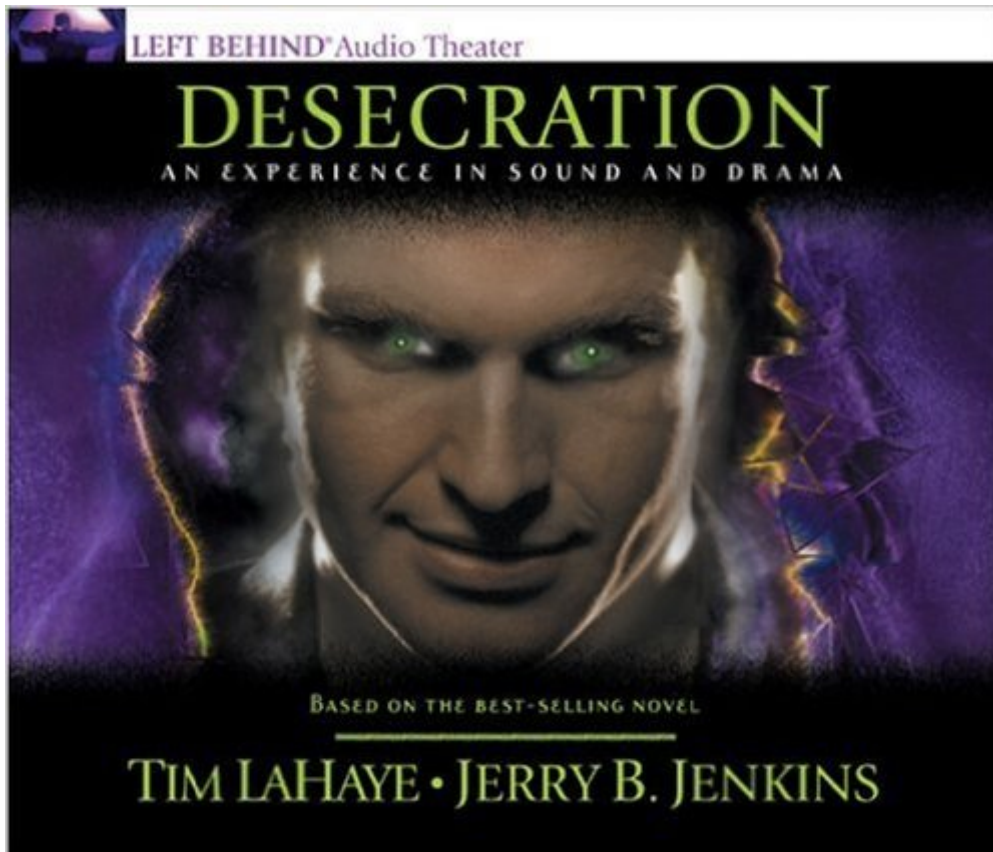 LEFT BEHIND® Audio Theater
DESECRATION
AN EXPERIENCE IN SOUND AND DRAMA
BASED ON THE BEST-SELLING NOVEL
TIM LAHAYE • JERRY B. JENKINS